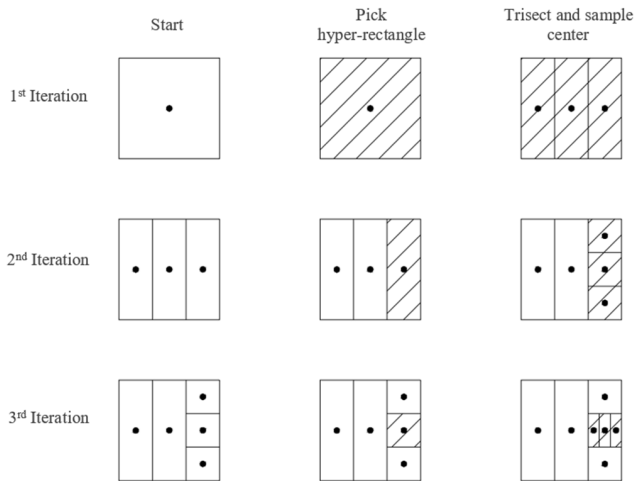 Start
Pick
hyper-rectangle
Trisect and sample
center
1st Iteration
2nd Iteration
3rd Iteration